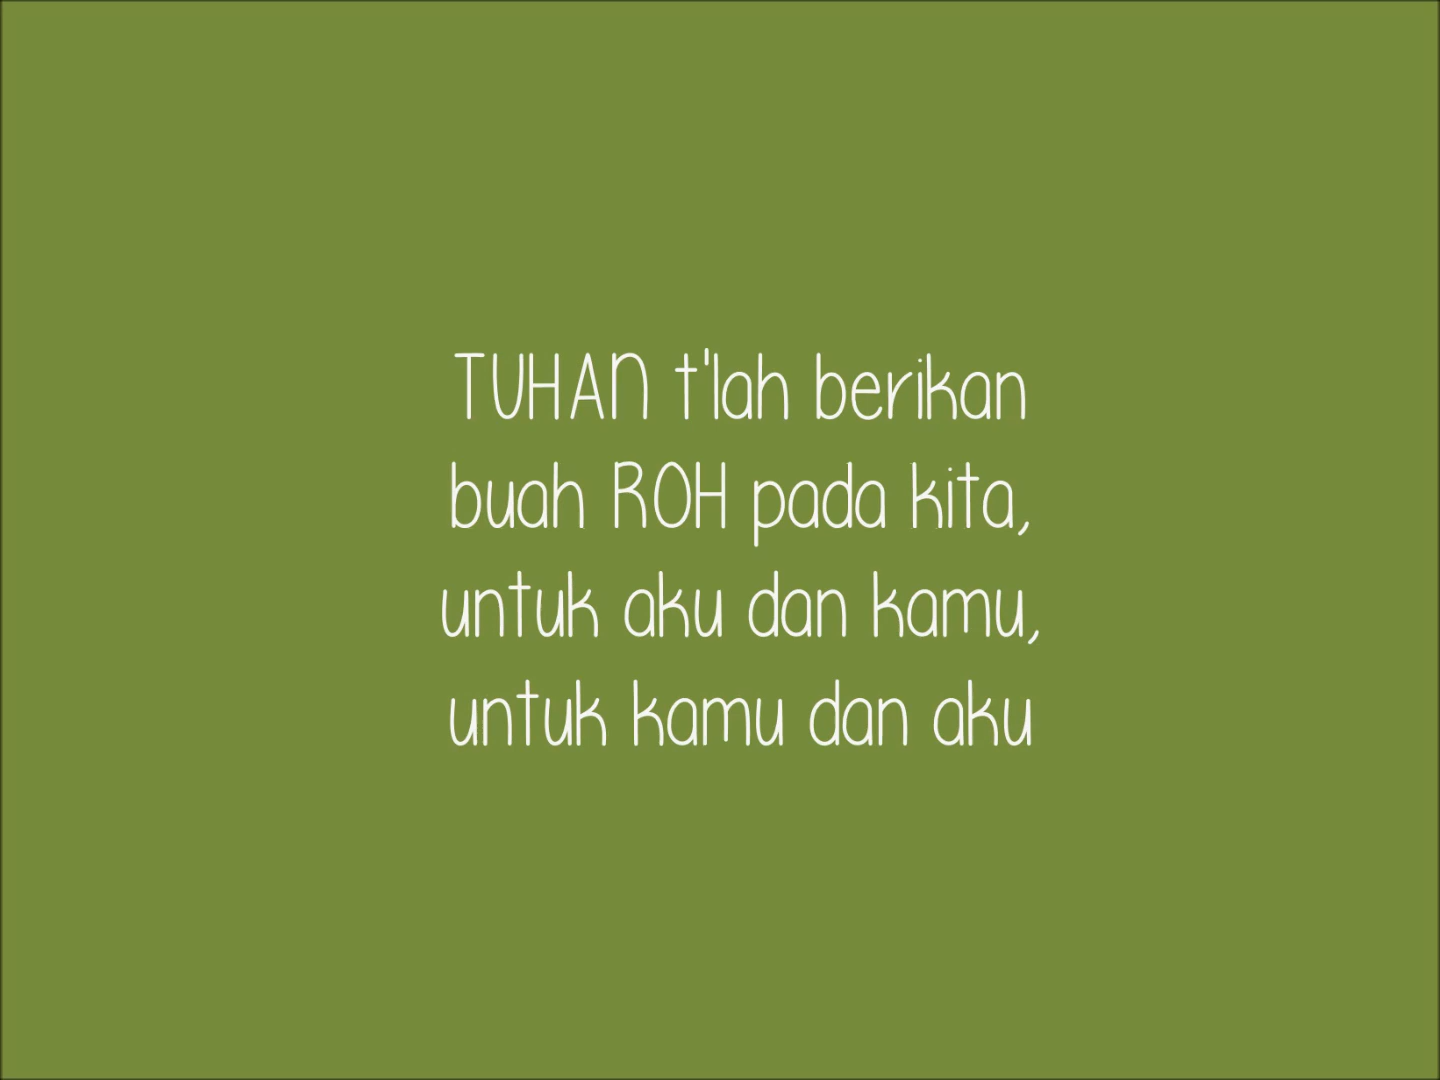 TUHAN t'lah berikan
buah ROH pada kita,
untuk aku dan kamu,
untuk kamu dan aku